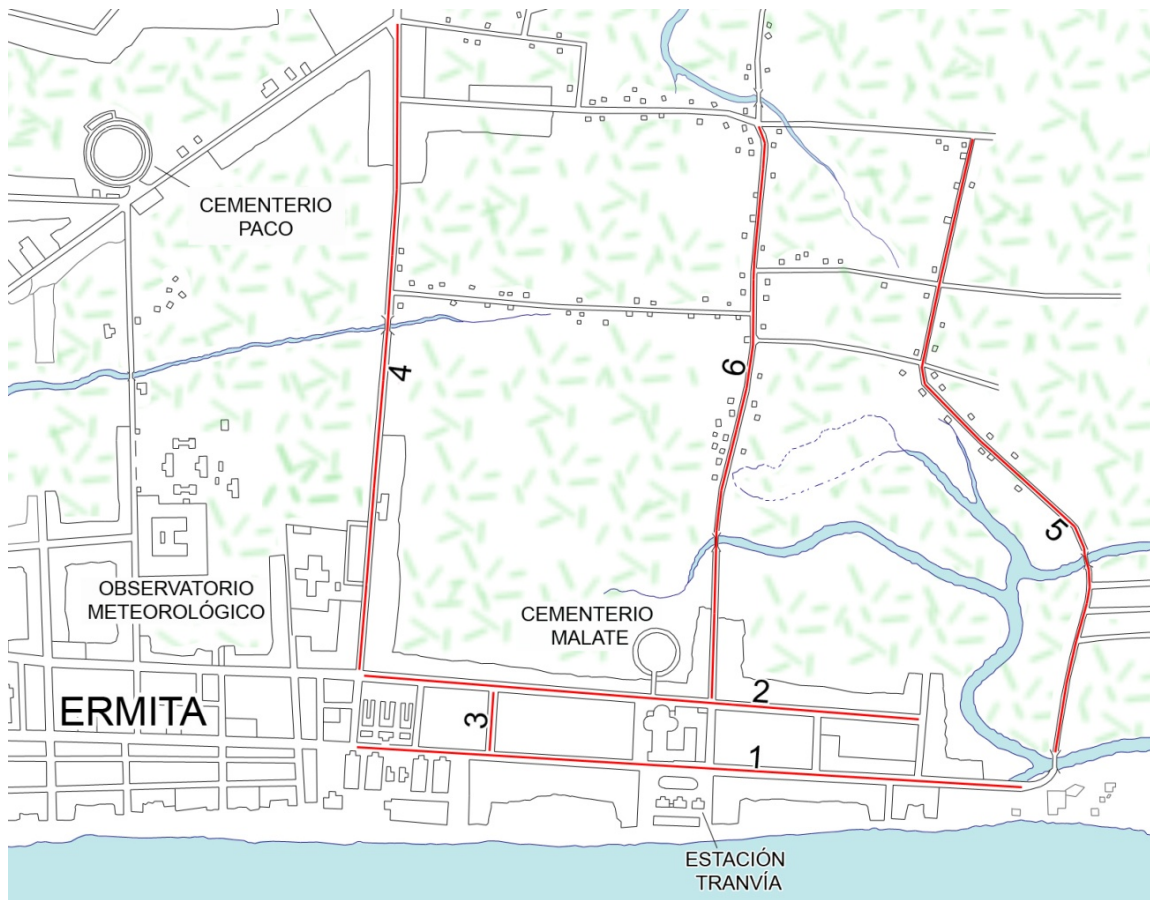 CEMENTERIO
PACO
4
6
5
OBSERVATORIO
METEOROLÓGICO
CEMENTERIO
MALATE
ERMITA
2
3
1
ESTACIÓN
TRANVÍA